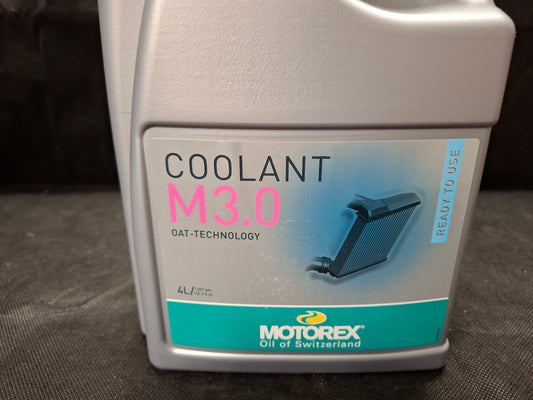 COOLANT
M3.0
OAT-TECHNOLOGY
READY TO USE
4L/
MOTOREX
Oil of Switzerland